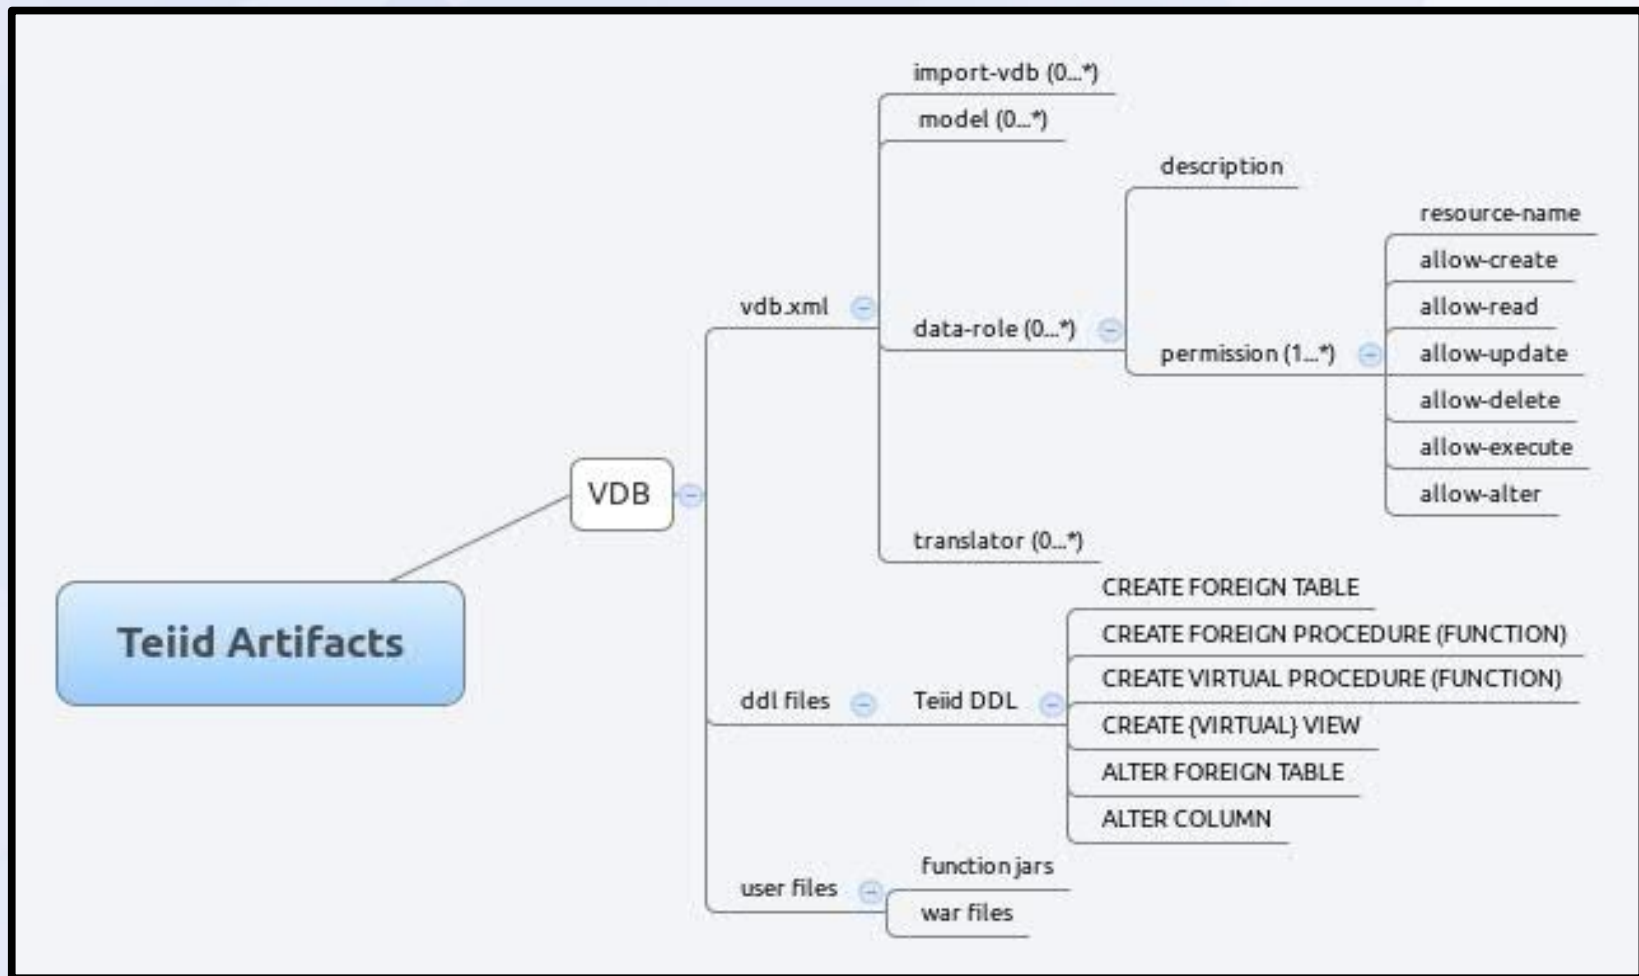 import-vdb (0...*)
model (0...*)
description
resource-name
allow-create
vdb.xml
data-role (0...*)
allow-read
permission (1...*)
allow-update
allow-delete
allow-execute
allow-alter
VDB
translator (0...*)
Teiid Artifacts
CREATE FOREIGN TABLE
CREATE FOREIGN PROCEDURE (FUNCTION)
CREATE VIRTUAL PROCEDURE (FUNCTION)
ddl files
Teiid DDL
CREATE {VIRTUAL} VIEW
ALTER FOREIGN TABLE
ALTER COLUMN
user files
function jars
war files